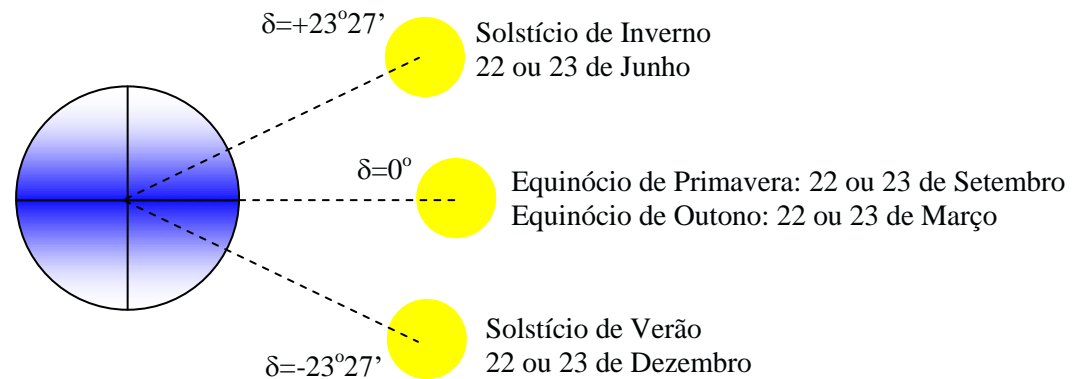 δ=+23º27’
Solstício de Inverno
22 ou 23 de Junho
δ=0º
Equinócio de Primavera: 22 ou 23 de Setembro
Equinócio de Outono: 22 ou 23 de Março
Solstício de Verão
22 ou 23 de Dezembro
δ=-23º27’